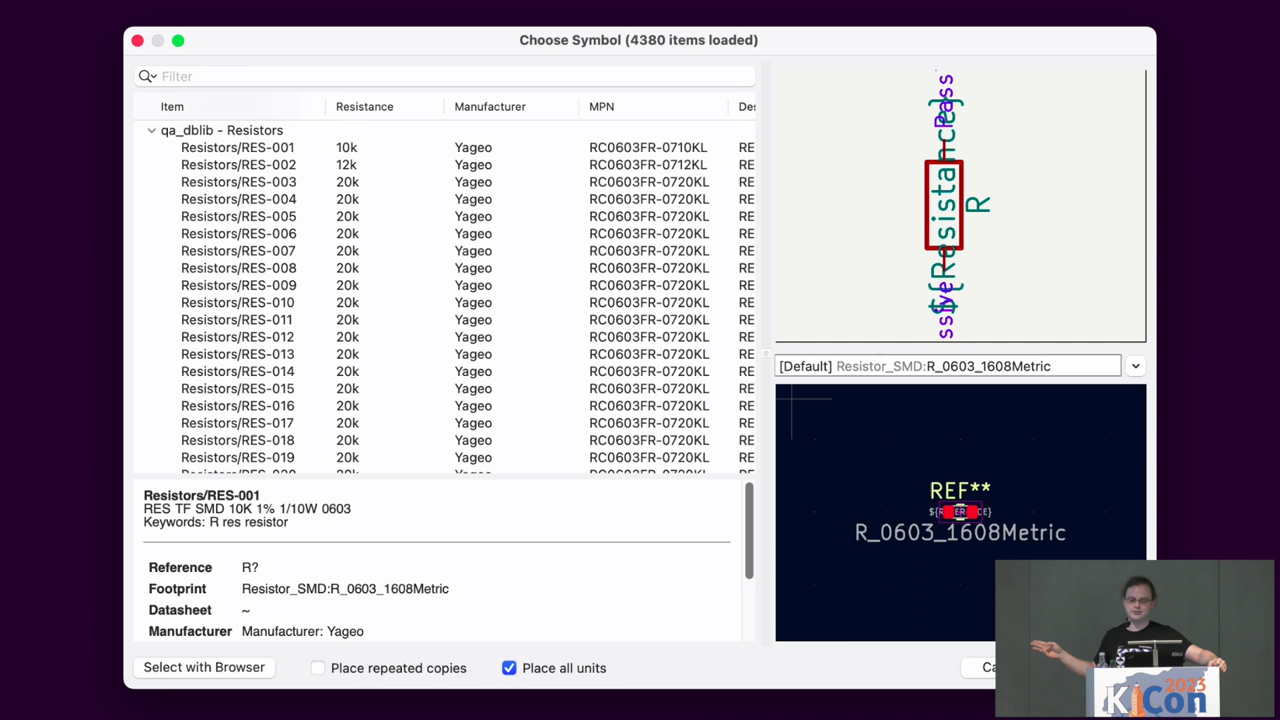 Choose Symbol (4380 items loaded)
Filter
Item Resistance Manufacturer MPN Des
qa_dblib - Resistors
Resistors/RES-001 10k Yageo RC0603FR-0710KL RE
Resistors/RES-002 12k Yageo RC0603FR-0712KL RE
Resistors/RES-003 20k Yageo RC0603FR-0720KL RE
Resistors/RES-004 20k Yageo RC0603FR-0720KL RE
Resistors/RES-005 20k Yageo RC0603FR-0720KL RE
Resistors/RES-006 20k Yageo RC0603FR-0720KL RE
Resistors/RES-007 20k Yageo RC0603FR-0720KL RE
Resistors/RES-008 20k Yageo RC0603FR-0720KL RE
Resistors/RES-009 20k Yageo RC0603FR-0720KL RE
Resistors/RES-010 20k Yageo RC0603FR-0720KL RE
Resistors/RES-011 20k Yageo RC0603FR-0720KL RE
Resistors/RES-012 20k Yageo RC0603FR-0720KL RE
Resistors/RES-013 20k Yageo RC0603FR-0720KL RE
Resistors/RES-014 20k Yageo RC0603FR-0720KL RE
Resistors/RES-015 20k Yageo RC0603FR-0720KL RE
Resistors/RES-016 20k Yageo RC0603FR-0720KL RE
Resistors/RES-017 20k Yageo RC0603FR-0720KL RE
Resistors/RES-018 20k Yageo RC0603FR-0720KL RE
Resistors/RES-019 20k Yageo RC0603FR-0720KL RE
Resistors/RES-001
RES TF SMD 10K 1% 1/10W 0603
Keywords: R res resistor
Reference R?
Footprint Resistor_SMD:R_0603_1608Metric
Datasheet ~
Manufacturer Manufacturer: Yageo
Select with Browser Place repeated copies Place all units Ca
Pass
${Resistance}
R
[Default] Resistor_SMD:R_0603_1608Metric
REF**
R_0603_1608Metric
2023
KiCon